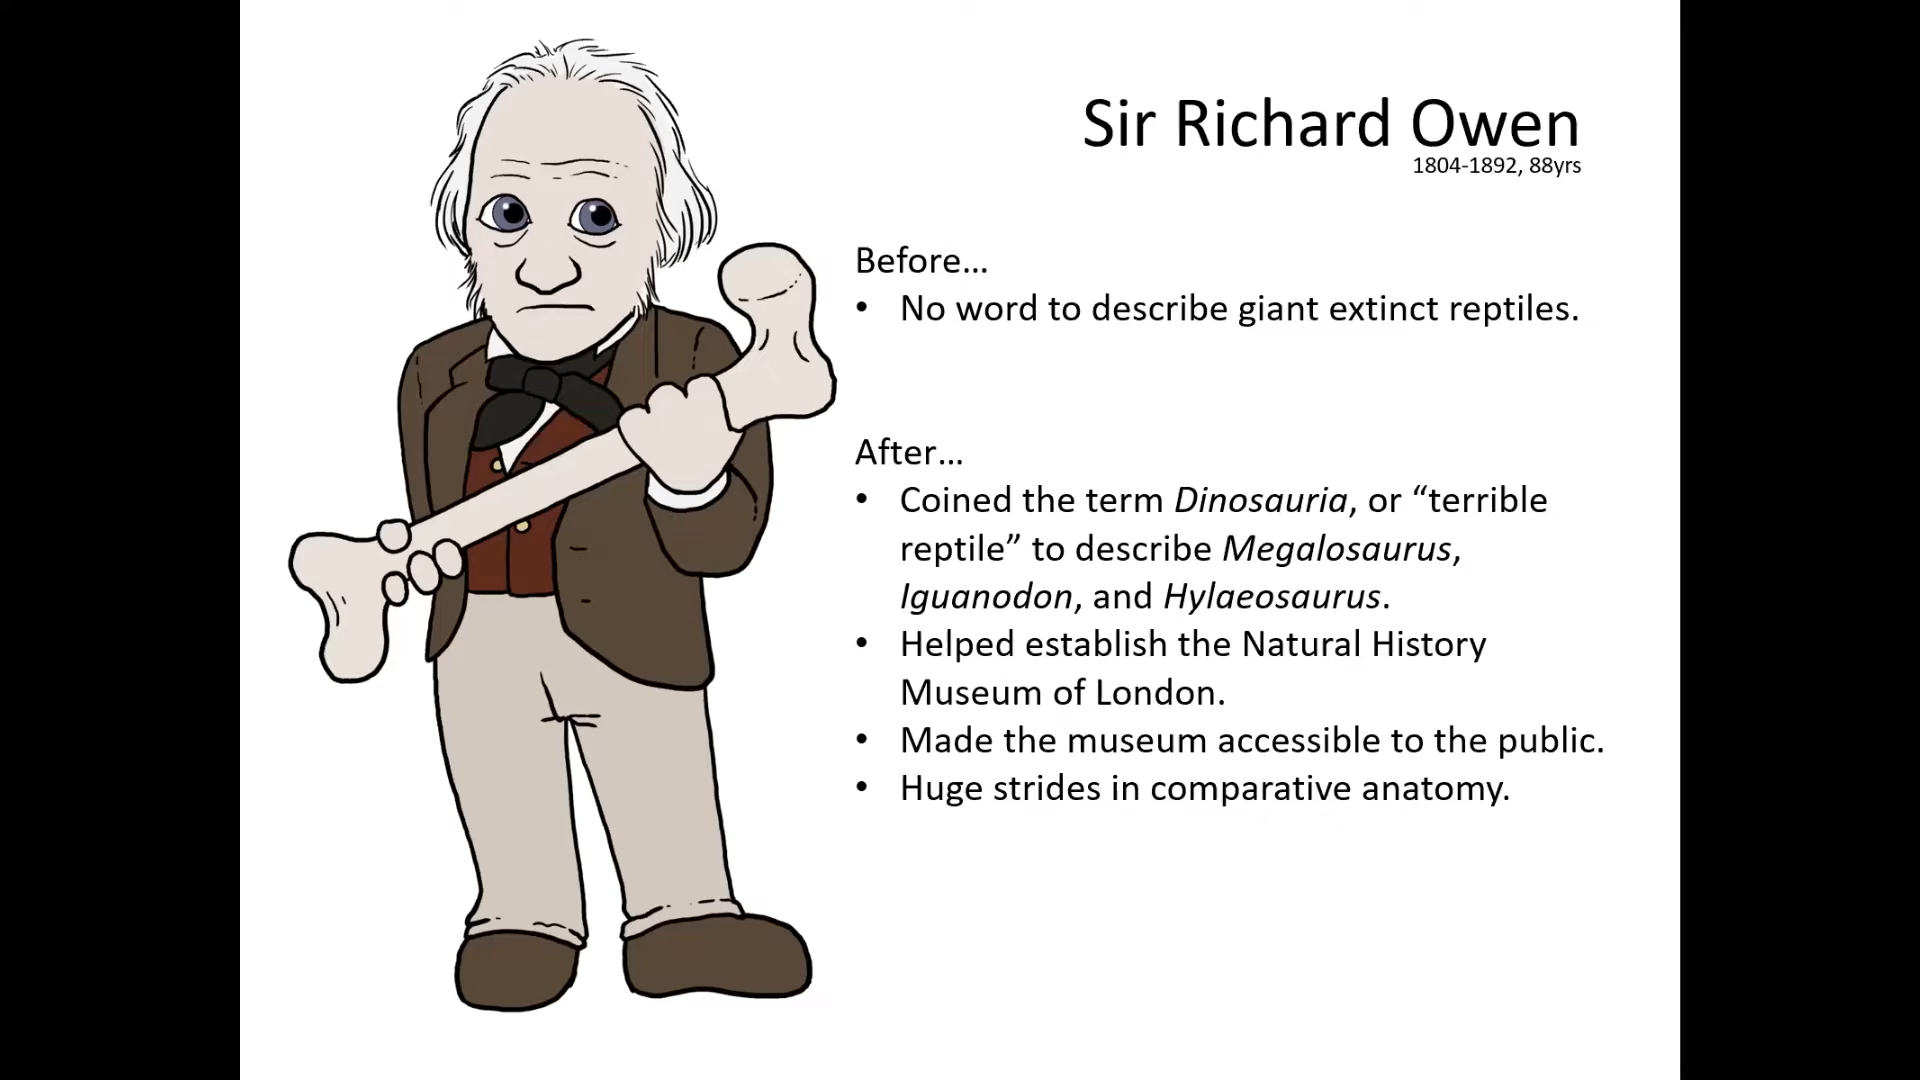 Sir Richard Owen
1804-1892, 88yrs
Before…
• No word to describe giant extinct reptiles.
After…
• Coined the term Dinosauria, or “terrible
reptile” to describe Megalosaurus,
Iguanodon, and Hylaeosaurus.
• Helped establish the Natural History
Museum of London.
• Made the museum accessible to the public.
• Huge strides in comparative anatomy.